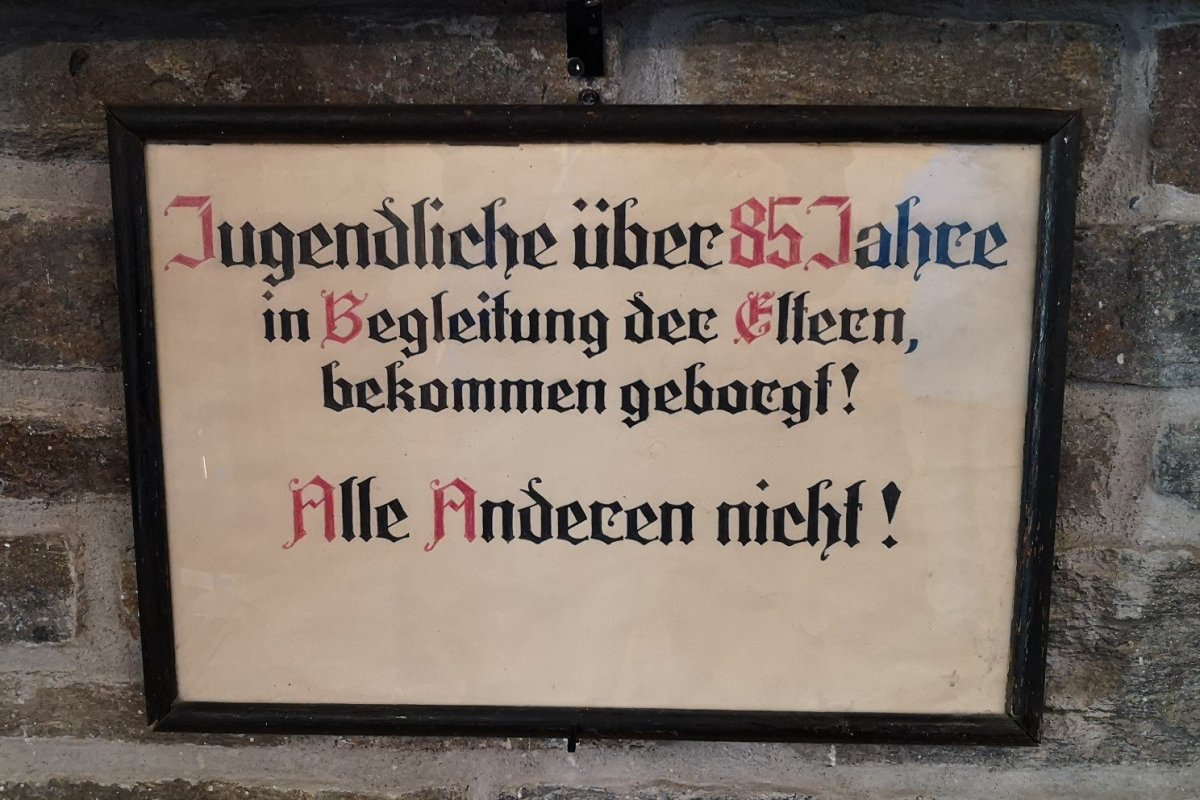 Jugendliche über 85 Jahre
in Begleitung der Eltern,
bekommen geborgt!
Alle Anderen nicht!